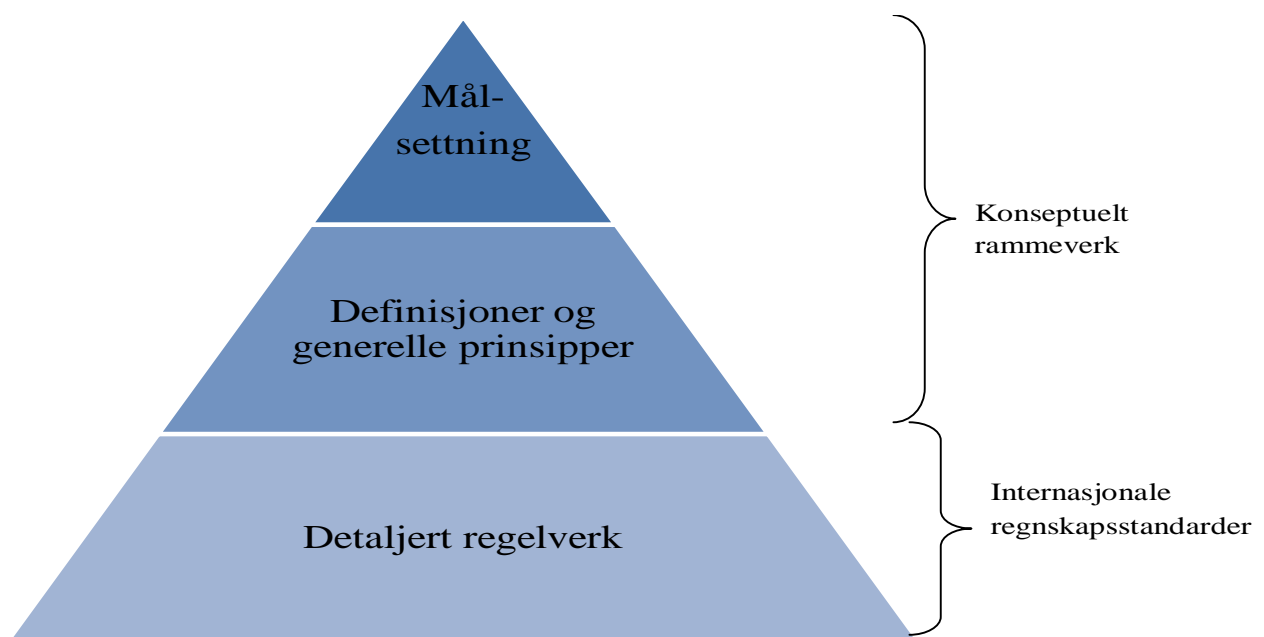 Mål-
settning
Definisjoner og
generelle prinsipper
Detaljert regelverk
Konseptuelt
rammeverk
Internasjonale
regnskapsstandarder